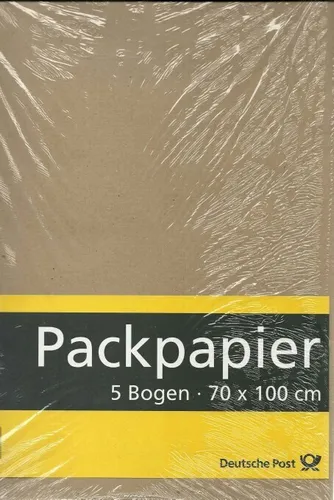 Packpapier
5 Bogen · 70 x 100 cm
Deutsche Post